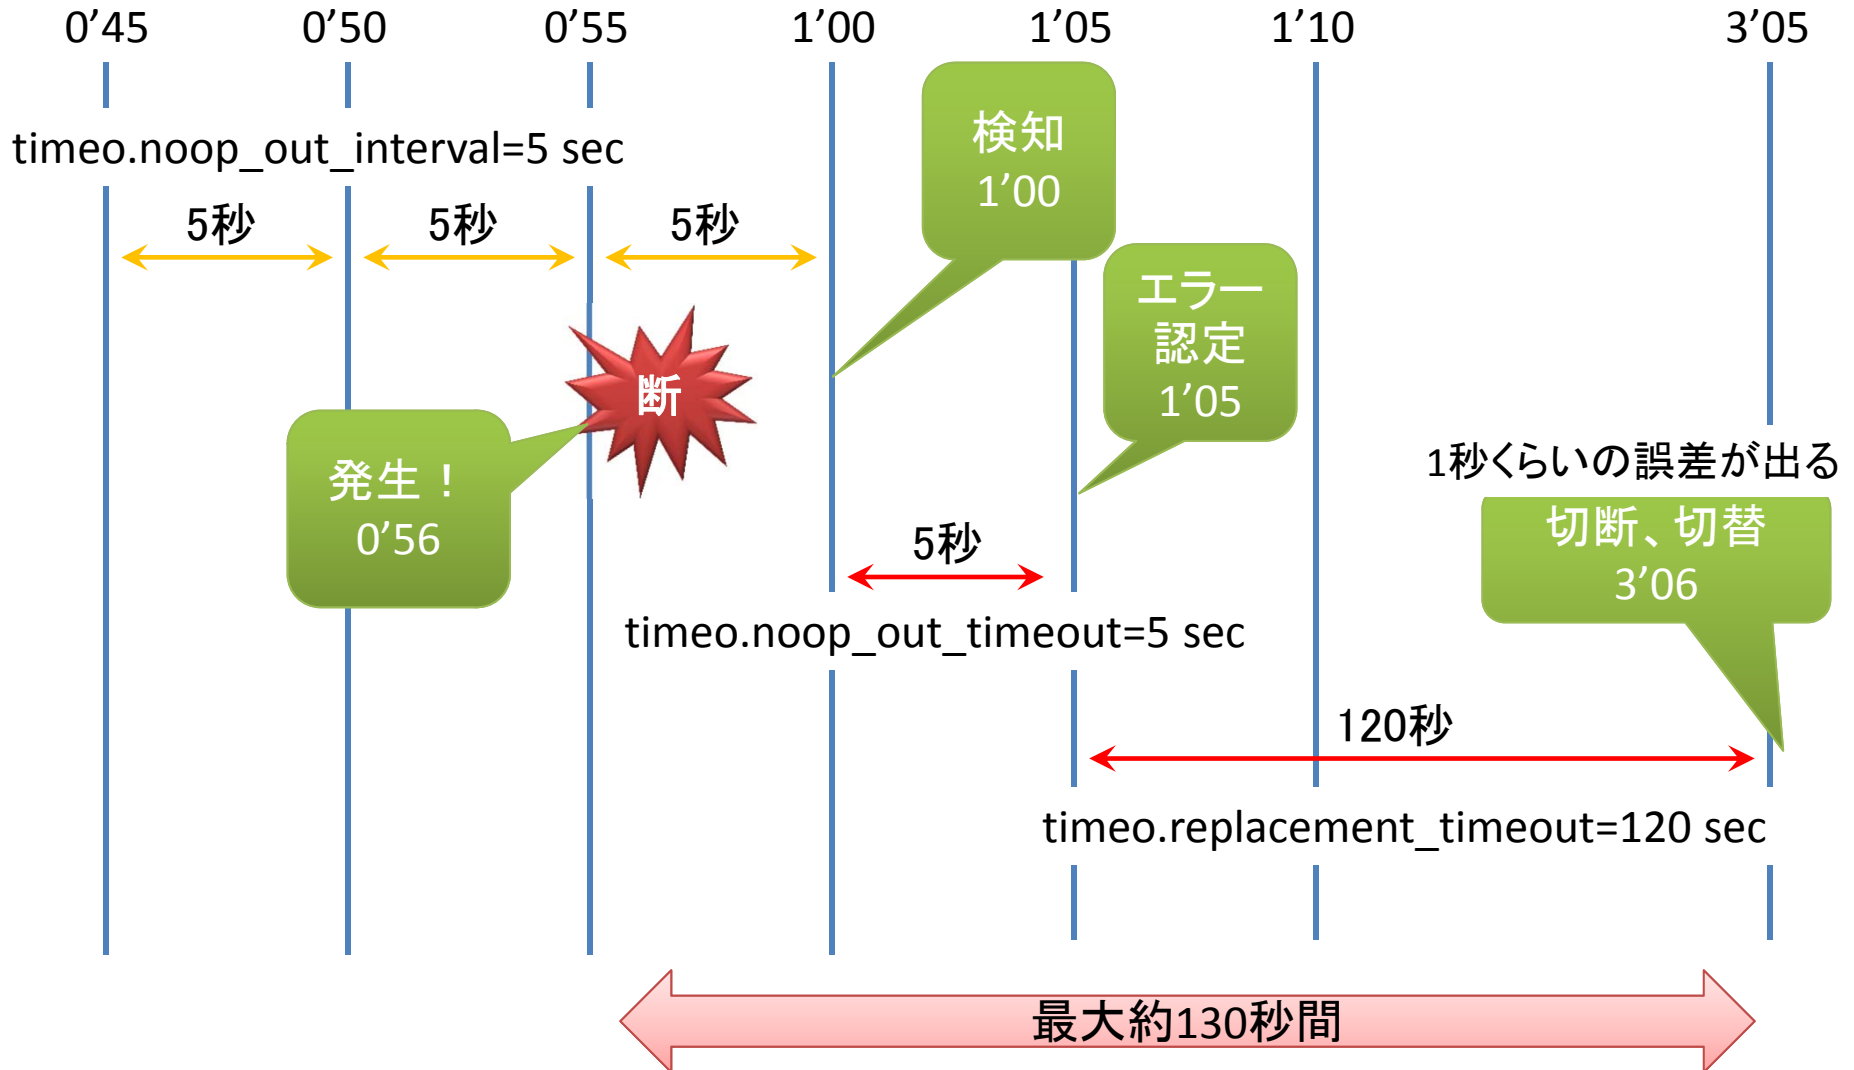 0’45 0’50 0’55 1’00 1’05 1’10 3’05
timeo.noop_out_interval=5 sec
5秒 5秒 5秒
検知
1’00
エラー
認定
1’05
断
発生！
0’56
1秒くらいの誤差が出る
切断、切替
3’06
5秒
timeo.noop_out_timeout=5 sec
120秒
timeo.replacement_timeout=120 sec
最大約130秒間